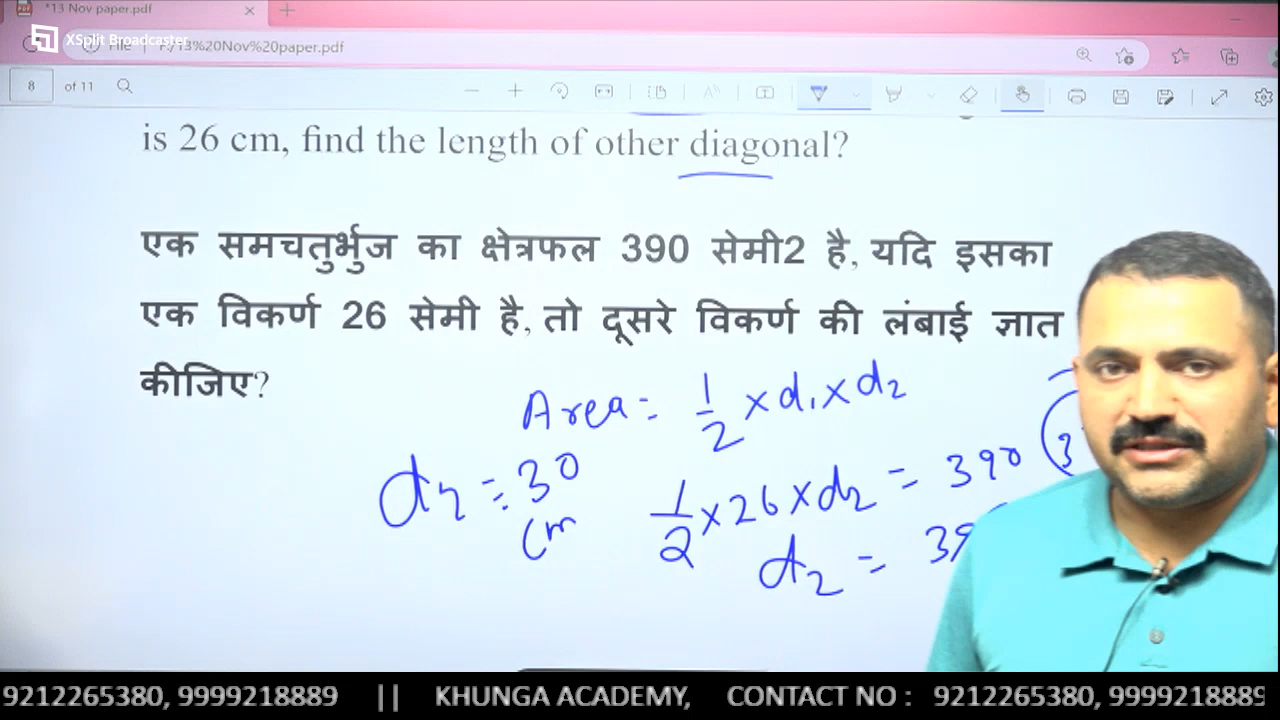 *13 Nov paper.pdf
XSplit Broadcaster
File F:/13%20Nov%20paper.pdf
8 of 11
is 26 cm, find the length of other diagonal?
एक समचतुर्भुज का क्षेत्रफल 390 सेमी2 है, यदि इसका
एक विकर्ण 26 सेमी है, तो दूसरे विकर्ण की लंबाई ज्ञात
कीजिए?
Area = 1/2 × d1 × d2
1/2 × 26 × d2 = 390
d2 = 39
d2 = 30
cm
9212265380, 9999218889 || KHUNGA ACADEMY, CONTACT NO : 9212265380, 9999218889